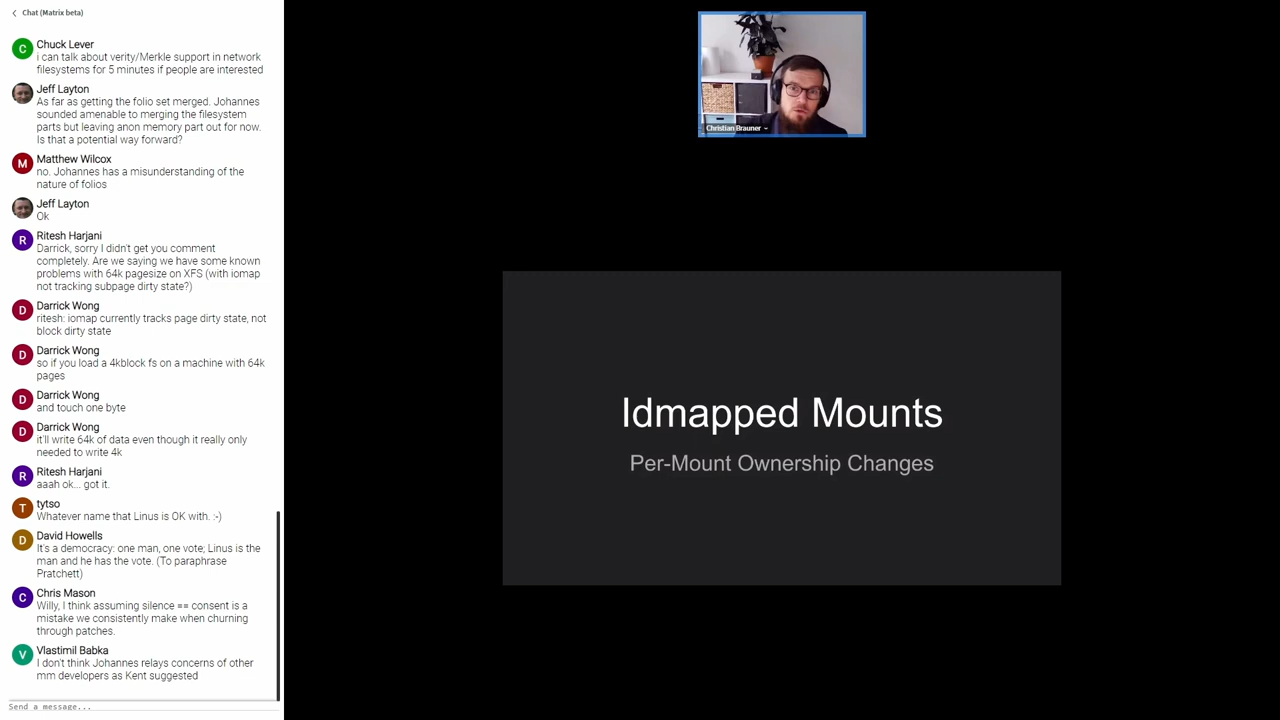 Chat (Matrix beta)
C
Chuck Lever
i can talk about verity/Merkle support in network
filesystems for 5 minutes if people are interested
Jeff Layton
As far as getting the folio set merged. Johannes
sounded amenable to merging the filesystem
parts but leaving anon memory part out for now.
Is that a potential way forward?
M
Matthew Wilcox
no. Johannes has a misunderstanding of the
nature of folios
Jeff Layton
Ok
R
Ritesh Harjani
Darrick, sorry I didn't get you comment
completely. Are we saying we have some known
problems with 64k pagesize on XFS (with iomap
not tracking subpage dirty state?)
D
Darrick Wong
ritesh: iomap currently tracks page dirty state, not
block dirty state
D
Darrick Wong
so if you load a 4kblock fs on a machine with 64k
pages
D
Darrick Wong
and touch one byte
D
Darrick Wong
it'll write 64k of data even though it really only
needed to write 4k
R
Ritesh Harjani
aaah ok... got it.
T
tytso
Whatever name that Linus is OK with. :-)
D
David Howells
It's a democracy: one man, one vote; Linus is the
man and he has the vote. (To paraphrase
Pratchett)
C
Chris Mason
Willy, I think assuming silence == consent is a
mistake we consistently make when churning
through patches.
V
Vlastimil Babka
I don't think Johannes relays concerns of other
mm developers as Kent suggested
Send a message...
Christian Brauner
Idmapped Mounts
Per-Mount Ownership Changes